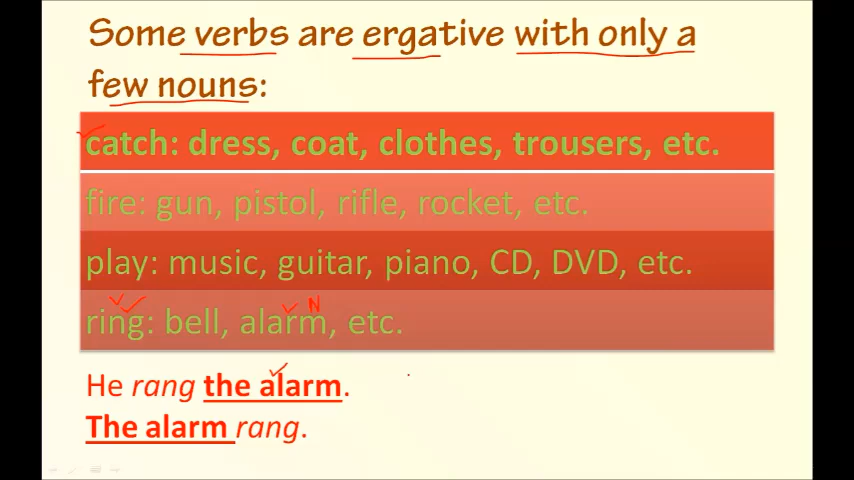 Some verbs are ergative with only a
few nouns:
catch: dress, coat, clothes, trousers, etc.
fire: gun, pistol, rifle, rocket, etc.
play: music, guitar, piano, CD, DVD, etc.
N
ring: bell, alarm, etc.
He rang the alarm.
The alarm rang.